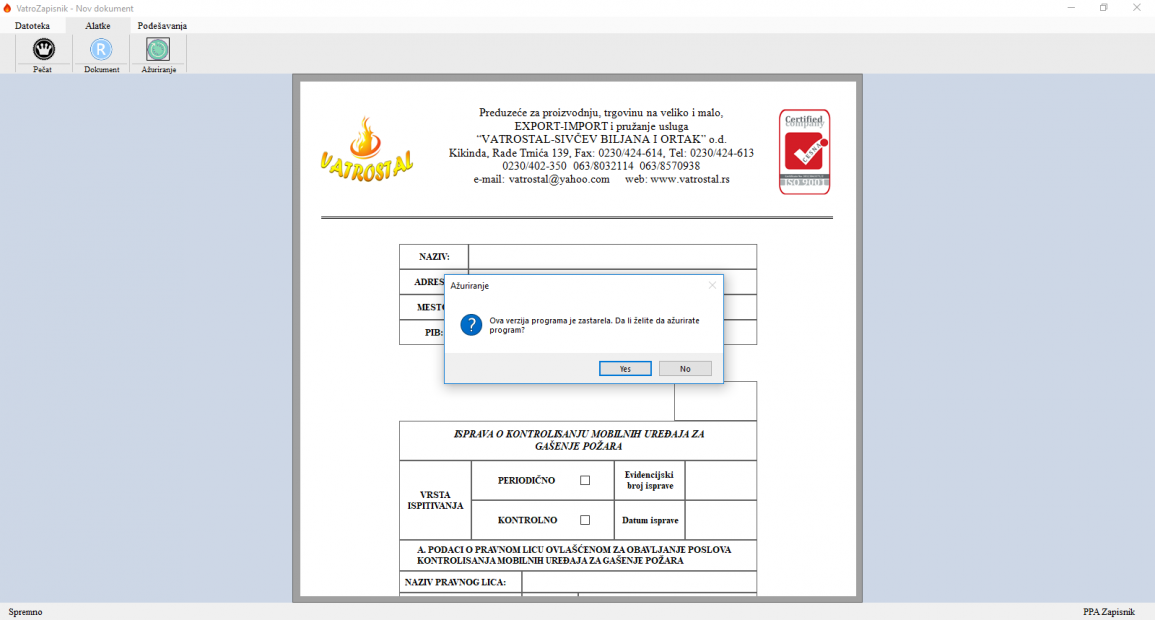 VatroZapisnik - Nov dokument
Datoteka Alatke Podešavanja
Pečat Dokument Ažuriranje
VATROSTAL
Preduzeće za proizvodnju, trgovinu na veliko i malo,
EXPORT-IMPORT i pružanje usluga
“VATROSTAL-SIVČEV BILJANA I ORTAK” o.d.
Kikinda, Rade Trnića 139, Fax: 0230/424-614, Tel: 0230/424-613
0230/402-350 063/8032114 063/8570938
e-mail: vatrostal@yahoo.com web: www.vatrostal.rs
Certified
company
ISO 9001
NAZIV:
ADRES
MESTO
PIB:
Ažuriranje
Ova verzija programa je zastarela. Da li želite da ažurirate
program?
Yes No
ISPRAVA O KONTROLISANJU MOBILNIH UREĐAJA ZA
GAŠENJE POŽARA
VRSTA
ISPITIVANJA
PERIODIČNO
Evidencijski
broj isprave
KONTROLNO
Datum isprave
A. PODACI O PRAVNOM LICU OVLAŠĆENOM ZA OBAVLJANJE POSLOVA
KONTROLISANJA MOBILNIH UREĐAJA ZA GAŠENJE POŽARA
NAZIV PRAVNOG LICA:
Spremno
PPA Zapisnik